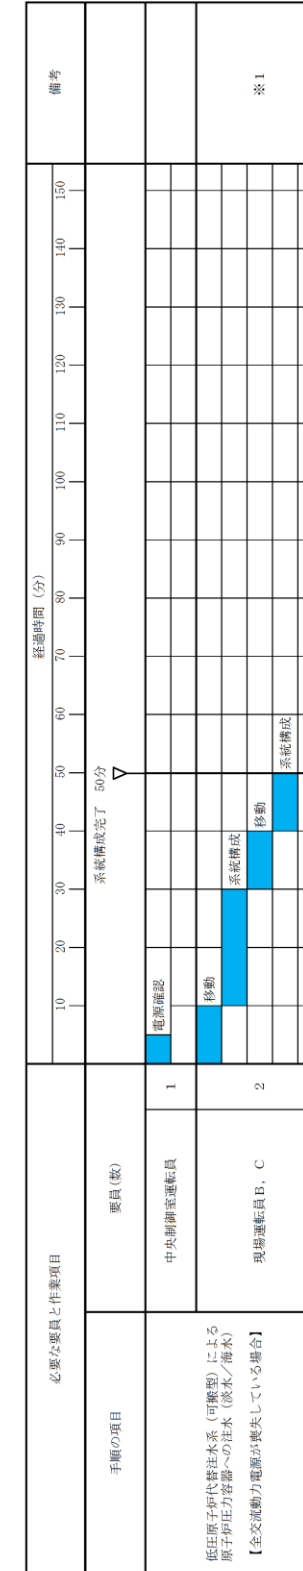 必要な要員と作業項目
経過時間（分）
備考
10 20 30 40 50 60 70 80 90 100 110 120 130 140 150
手順の項目
要員(数)
系統構成完了 50分
低圧原子炉代替注水系（可搬型）による
原子炉圧力容器への注水（淡水／海水）
【全交流動力電源が喪失している場合】
中央制御室運転員
1
電源確認
現場運転員B，C
2
移動
系統構成
移動
系統構成
※1